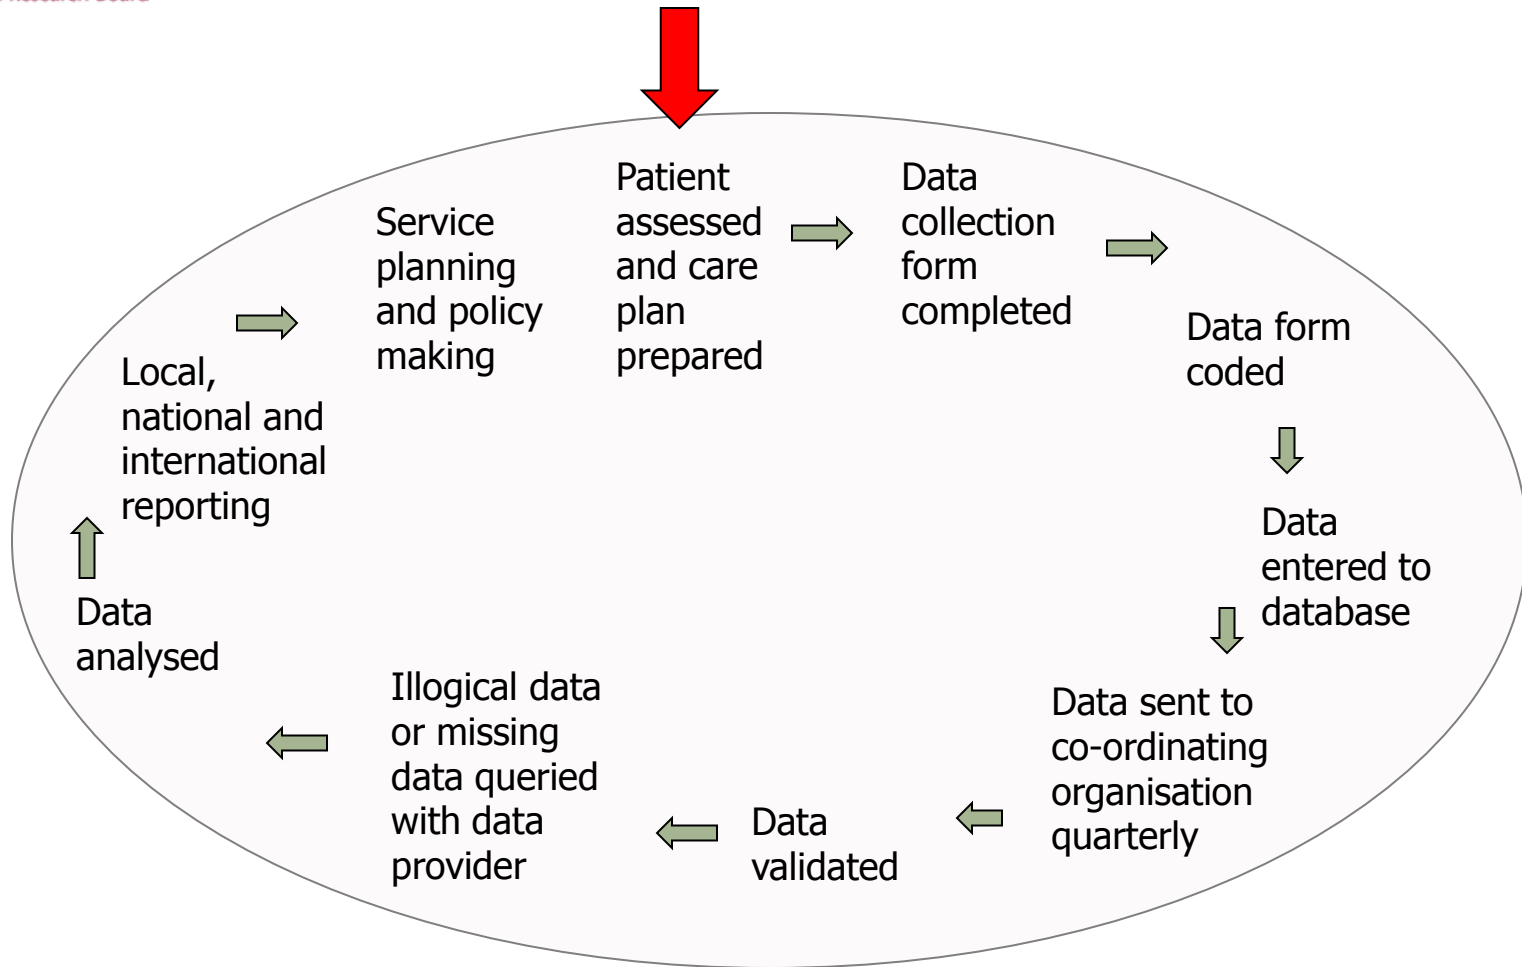 Research Board
Patient
assessed
and care
plan
prepared
Data
collection
form
completed
Data form
coded
Data
entered to
database
Data sent to
co-ordinating
organisation
quarterly
Data
validated
Illogical data
or missing
data queried
with data
provider
Data
analysed
Local,
national and
international
reporting
Service
planning
and policy
making